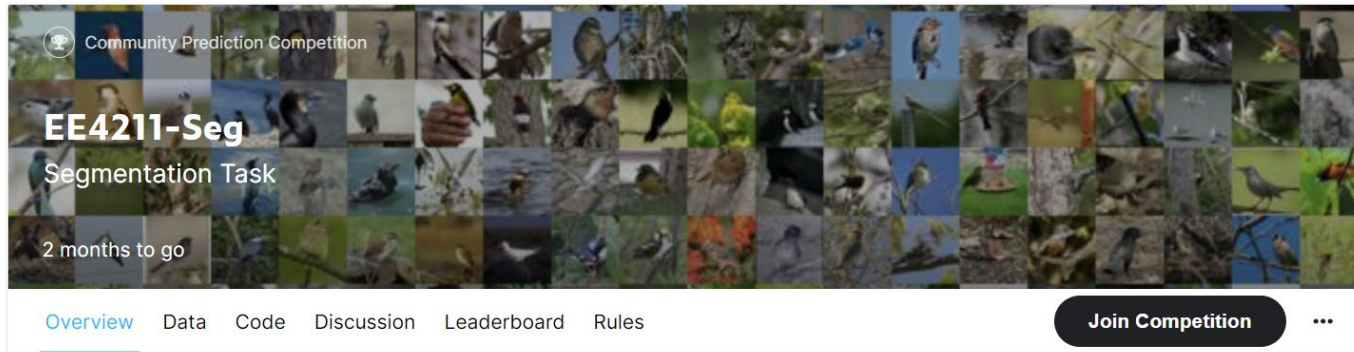 Community Prediction Competition
EE4211-Seg
Segmentation Task
2 months to go
Overview Data Code Discussion Leaderboard Rules Join Competition ...